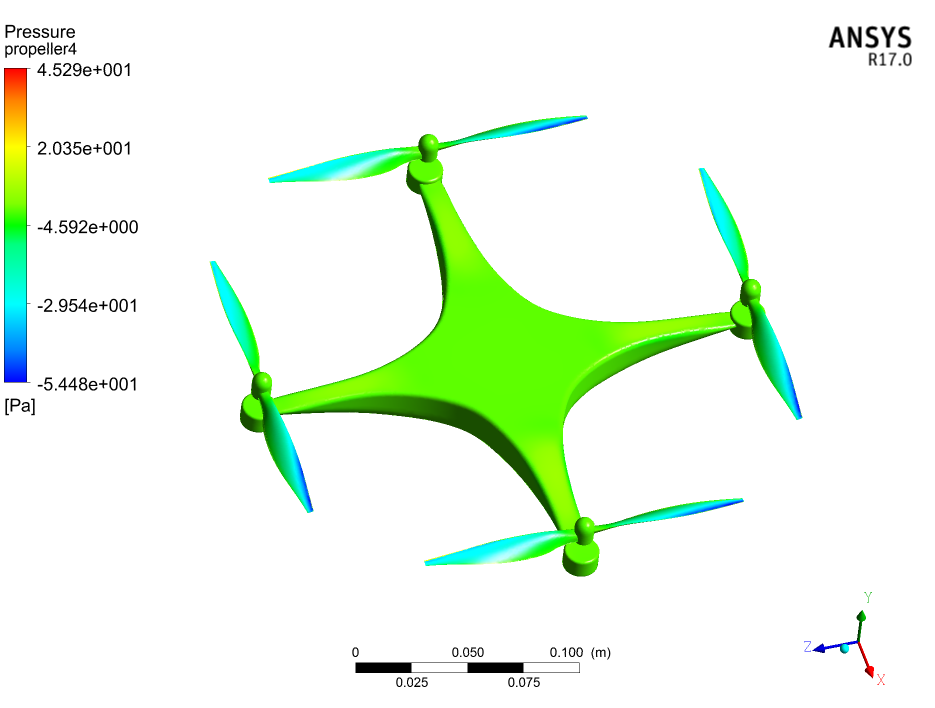 Pressure
propeller4
4.529e+001
2.035e+001
-4.592e+000
-2.954e+001
-5.448e+001
[Pa]
ANSYS
R17.0
0 0.050 0.100 (m)
0.025 0.075
Y
Z
X